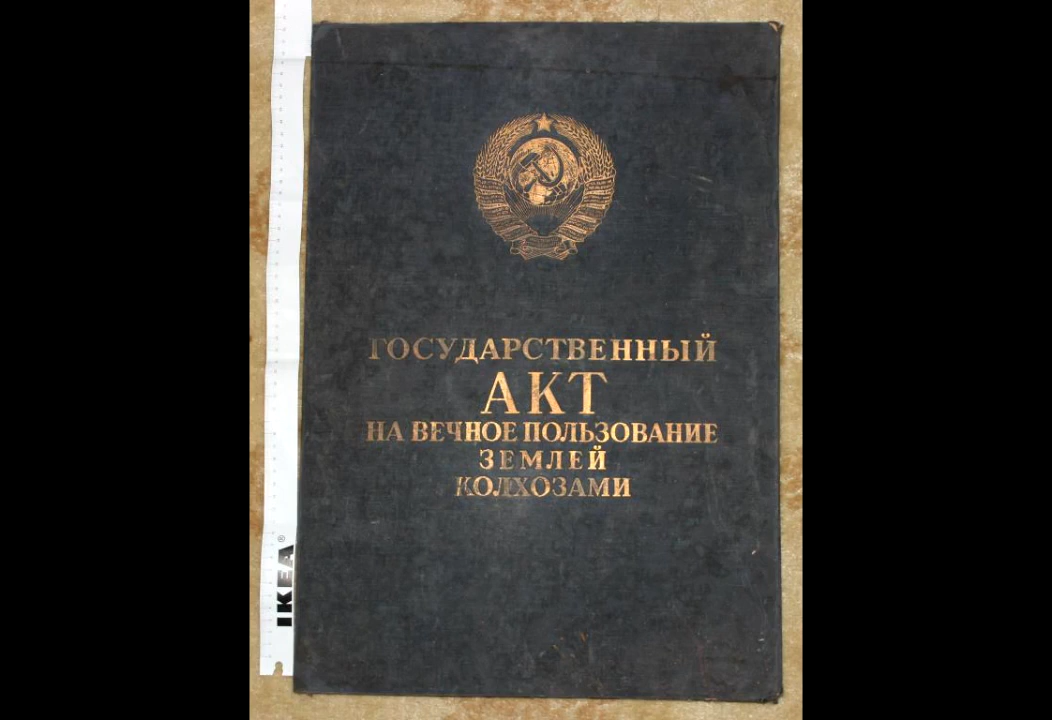 ГОСУДАРСТВЕННЫЙ
АКТ
НА ВЕЧНОЕ ПОЛЬЗОВАНИЕ
ЗЕМЛЕЙ
КОЛХОЗАМИ
IKEA®